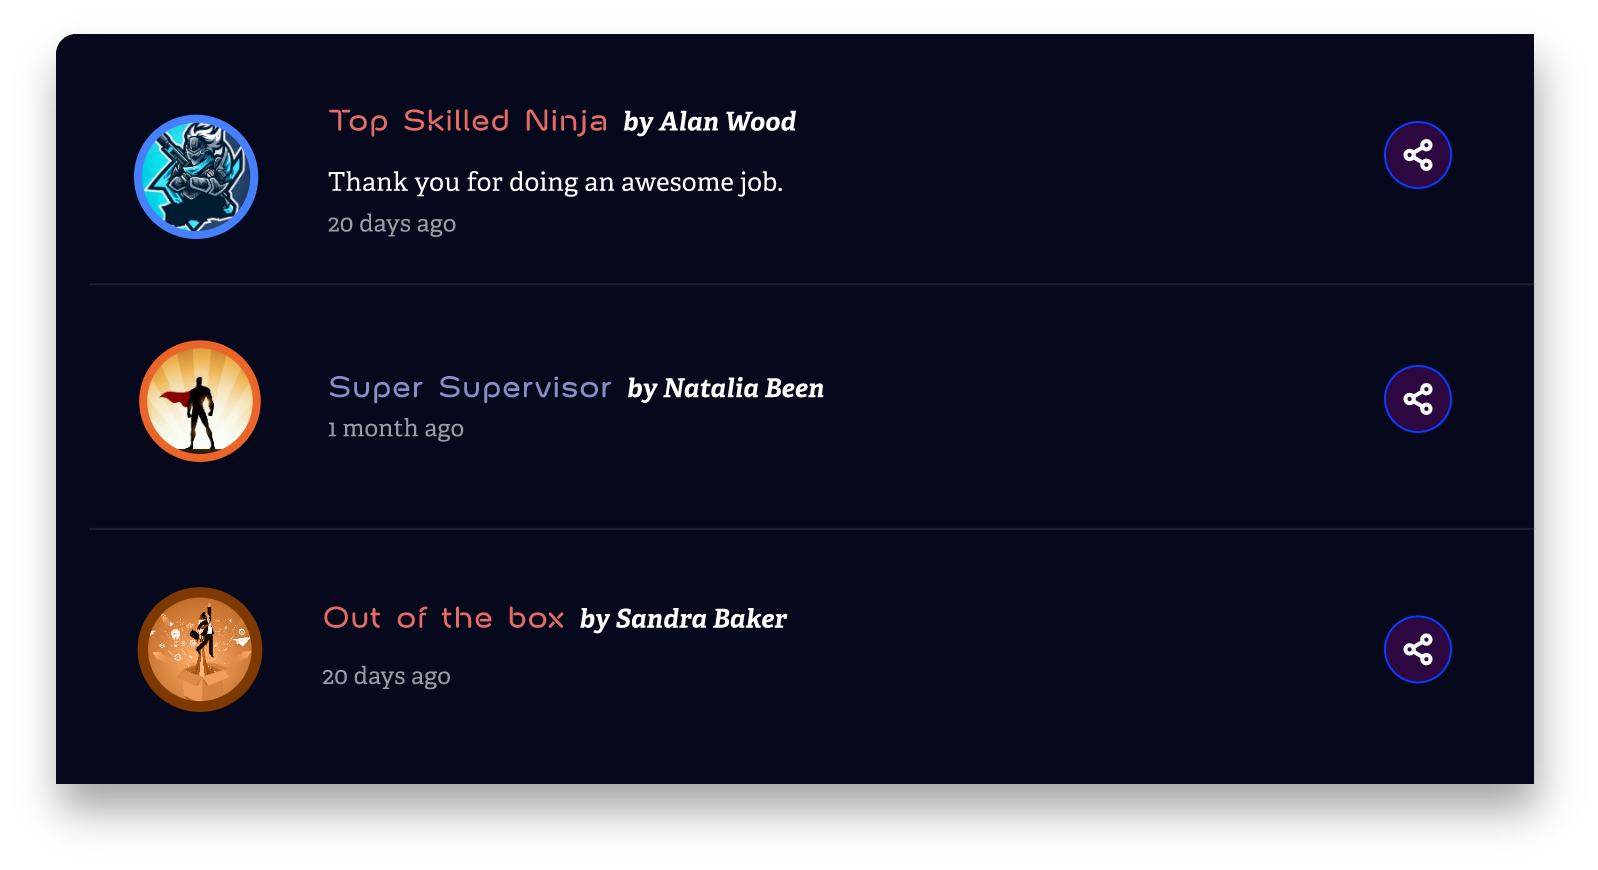 Top Skilled Ninja by Alan Wood
Thank you for doing an awesome job.
20 days ago
Super Supervisor by Natalia Been
1 month ago
Out of the box by Sandra Baker
20 days ago